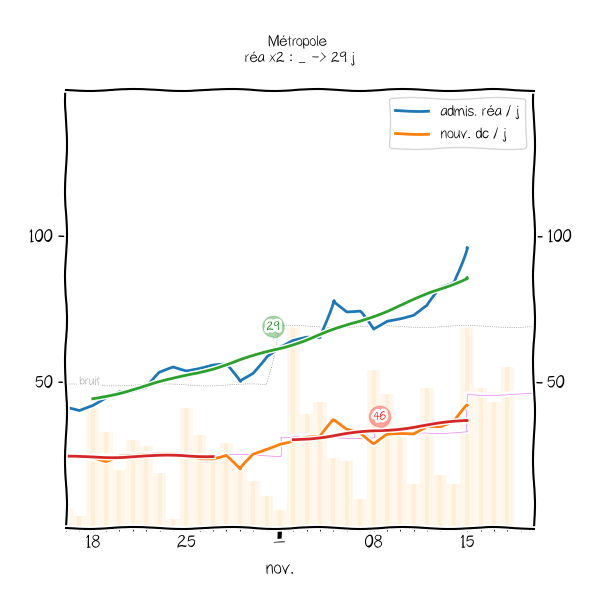 Métropole
réa x2 : _ -> 29 j
admis. réa / j
nouv. dc / j
100
100
29
bruit
50
50
46
18
25
_
08
15
nov.